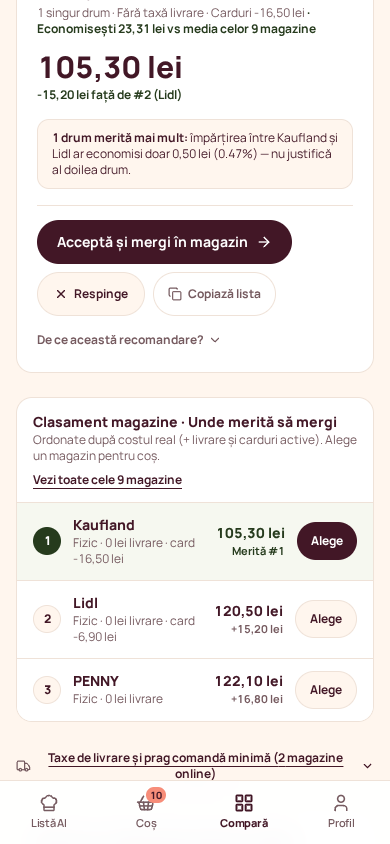 1 singur drum · Fără taxă livrare · Carduri -16,50 lei ·
Economisești 23,31 lei vs media celor 9 magazine
105,30 lei
-15,20 lei față de #2 (Lidl)
1 drum merită mai mult: împărțirea între Kaufland și
Lidl ar economisi doar 0,50 lei (0.47%) — nu justifică
al doilea drum.
Acceptă și mergi în magazin
Respinge
Copiază lista
De ce această recomandare?
Clasament magazine · Unde merită să mergi
Ordonate după costul real (+ livrare și carduri active). Alege
un magazin pentru coș.
Vezi toate cele 9 magazine
1
Kaufland
Fizic · 0 lei livrare · card
-16,50 lei
105,30 lei
Merită #1
Alege
2
Lidl
Fizic · 0 lei livrare · card
-6,90 lei
120,50 lei
+15,20 lei
Alege
3
PENNY
Fizic · 0 lei livrare
122,10 lei
+16,80 lei
Alege
Taxe de livrare și prag comandă minimă (2 magazine
online)
10
Listă AI
Coș
Compară
Profil